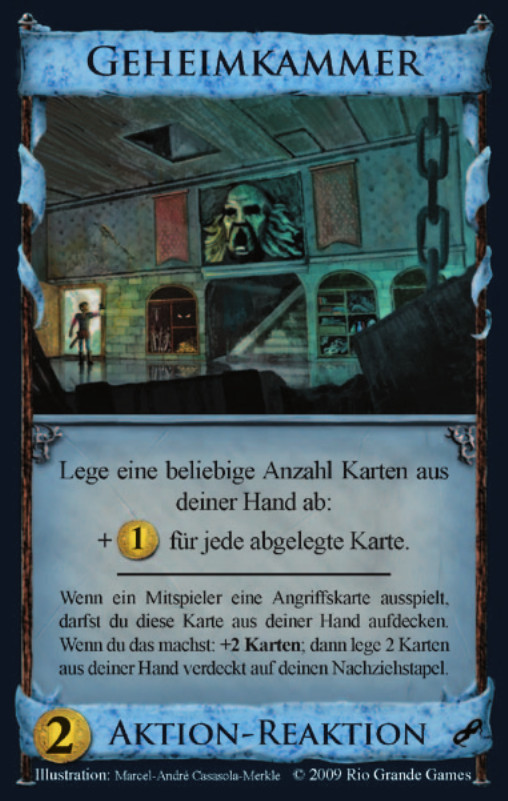 GEHEIMKAMMER
Lege eine beliebige Anzahl Karten aus
deiner Hand ab:
+ 1 für jede abgelegte Karte.
Wenn ein Mitspieler eine Angriffskarte ausspielt,
darfst du diese Karte aus deiner Hand aufdecken.
Wenn du das machst: +2 Karten; dann lege 2 Karten
aus deiner Hand verdeckt auf deinen Nachziehstapel.
2 AKTION-REAKTION
Illustration: Marcel-André Casasola-Merkle © 2009 Rio Grande Games